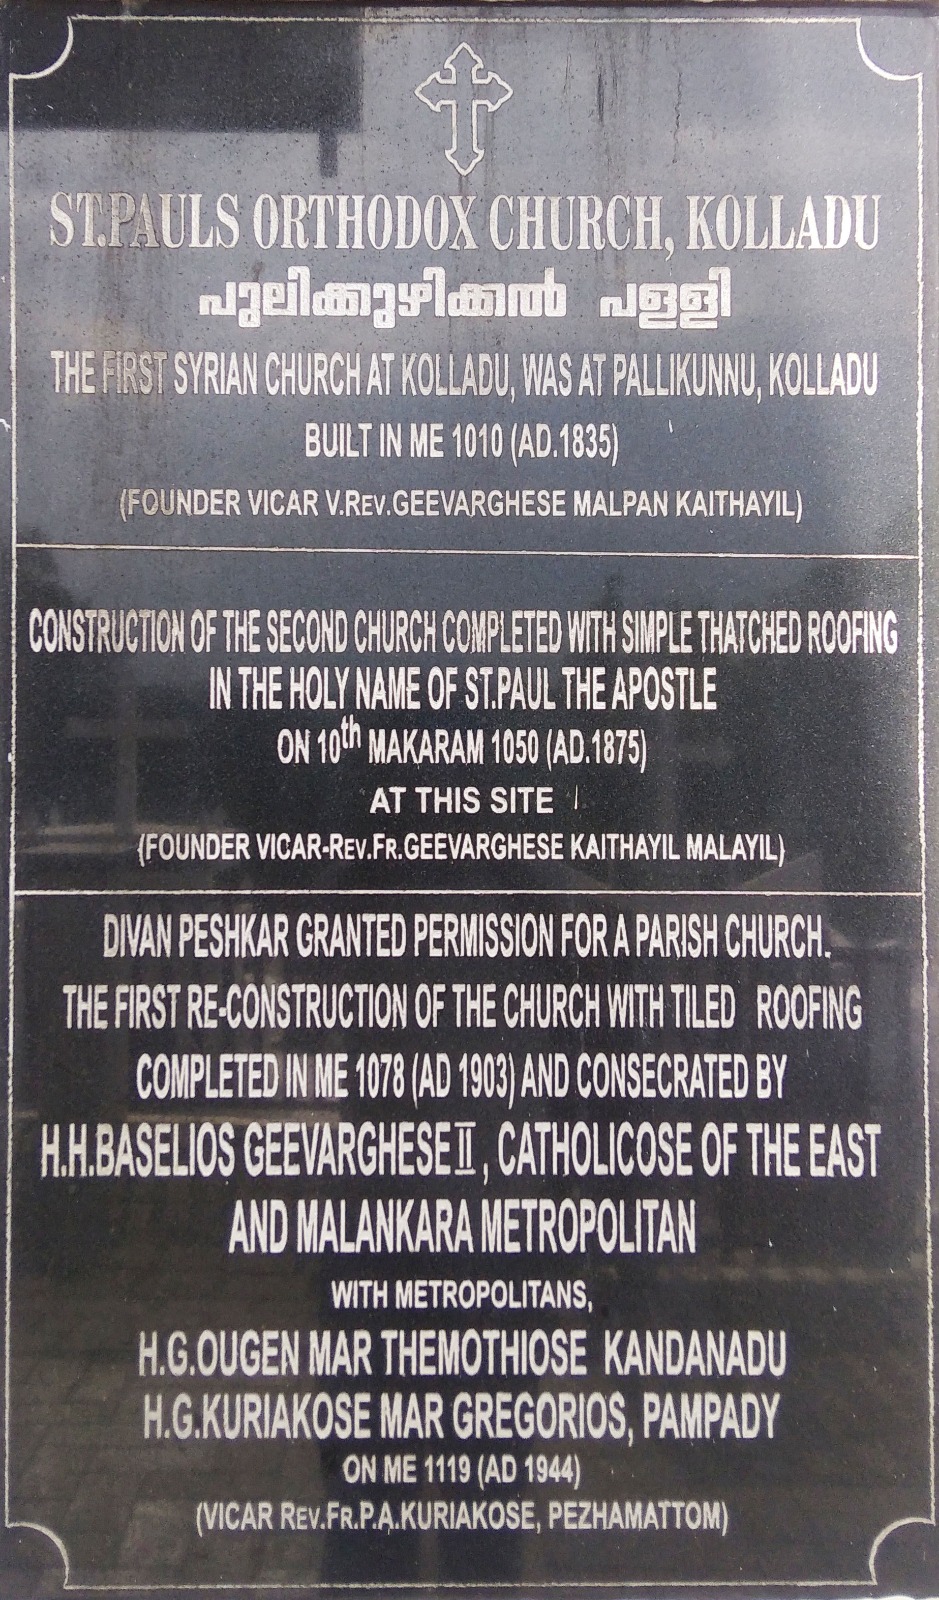 ST.PAULS ORTHODOX CHURCH, KOLLADU
പുലിക്കുഴിക്കൽ പള്ളി
THE FIRST SYRIAN CHURCH AT KOLLADU, WAS AT PALLIKUNNU, KOLLADU
BUILT IN ME 1010 (AD.1835)
(FOUNDER VICAR V.REV.GEEVARGHESE MALPAN KAITHAYIL)
CONSTRUCTION OF THE SECOND CHURCH COMPLETED WITH SIMPLE THATCHED ROOFING
IN THE HOLY NAME OF ST.PAUL THE APOSTLE
ON 10th MAKARAM 1050 (AD.1875)
AT THIS SITE
(FOUNDER VICAR-REV.FR.GEEVARGHESE KAITHAYIL MALAYIL)
DIVAN PESHKAR GRANTED PERMISSION FOR A PARISH CHURCH.
THE FIRST RE-CONSTRUCTION OF THE CHURCH WITH TILED ROOFING
COMPLETED IN ME 1078 (AD 1903) AND CONSECRATED BY
H.H.BASELIOS GEEVARGHESE II, CATHOLICOSE OF THE EAST
AND MALANKARA METROPOLITAN
WITH METROPOLITANS,
H.G.OUGEN MAR THEMOTHIOSE KANDANADU
H.G.KURIAKOSE MAR GREGORIOS, PAMPADY
ON ME 1119 (AD 1944)
(VICAR REV.FR.P.A.KURIAKOSE, PEZHAMATTOM)